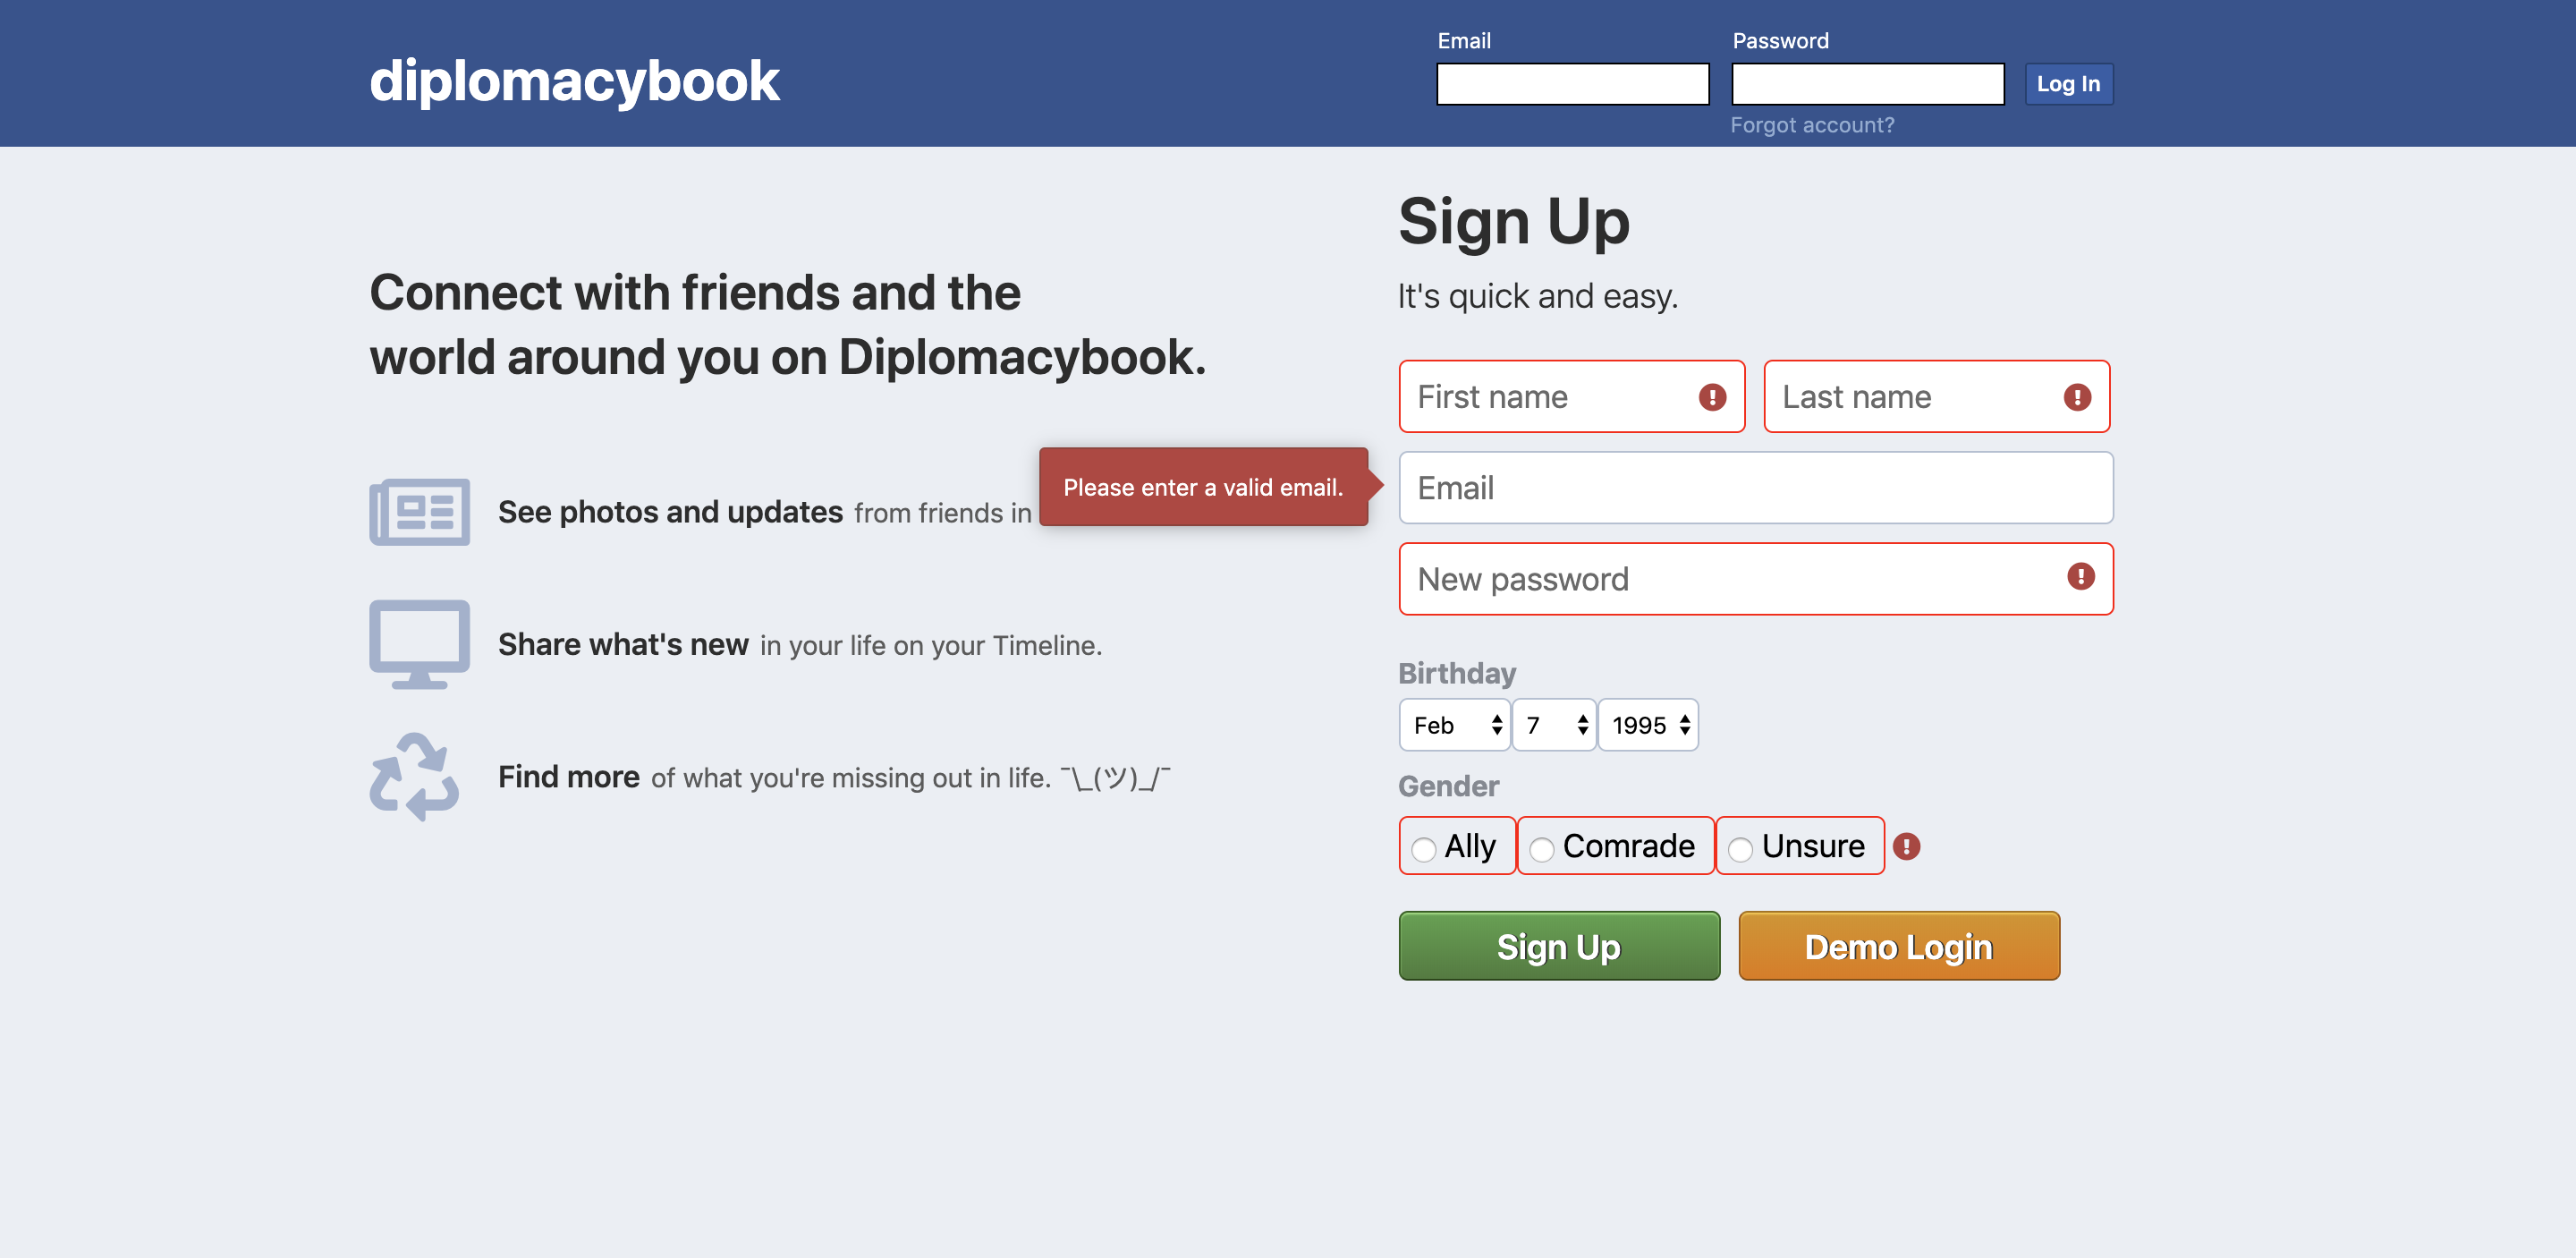 diplomacybook
Email
Password
Log In
Forgot account?
Connect with friends and the
world around you on Diplomacybook.
See photos and updates from friends in
Share what's new in your life on your Timeline.
Find more of what you're missing out in life. ¯\_(ツ)_/¯
Sign Up
It's quick and easy.
First name
Last name
Please enter a valid email.
Email
New password
Birthday
Feb 7 1995
Gender
Ally Comrade Unsure
Sign Up
Demo Login